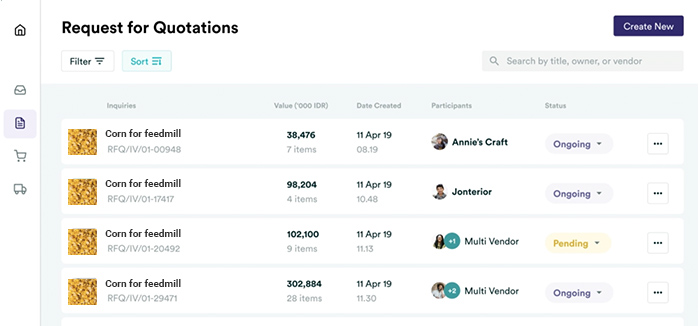 Request for Quotations
Create New
Filter
Sort
Search by title, owner, or vendor
Inquiries Value ('000 IDR) Date Created Participants Status
Corn for feedmill 38,476 11 Apr 19 Annie's Craft Ongoing
RFQ/IV/01-00948 7 items 08.19
Corn for feedmill 98,204 11 Apr 19 Jonterior Ongoing
RFQ/IV/01-17417 4 items 10.48
Corn for feedmill 102,100 11 Apr 19 +1 Multi Vendor Pending
RFQ/IV/01-20492 9 items 11.13
Corn for feedmill 302,884 11 Apr 19 +2 Multi Vendor Ongoing
RFQ/IV/01-29471 28 items 11.30